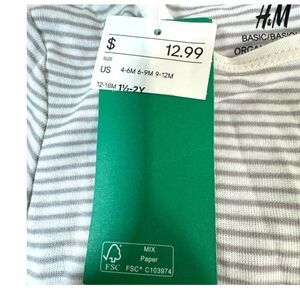 $ 12.99
SIZE
US 4-6M 6-9M 9-12M
12-18M 1½-2Y
H&M
BASIC/BASIC
ORGA
MIX
Paper
FSC
FSC® C103974